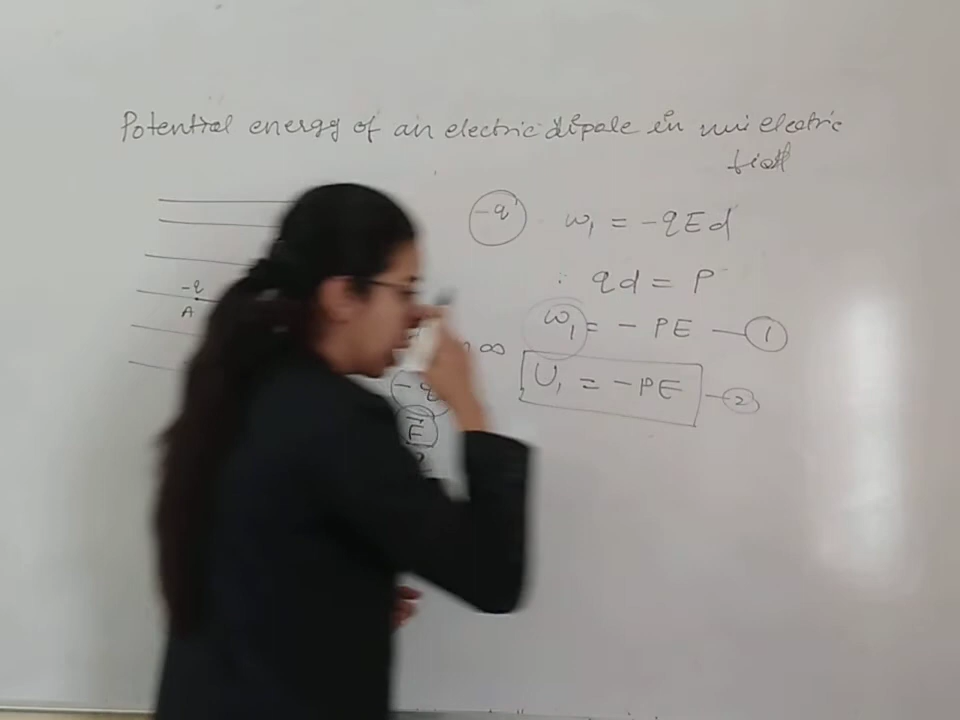 Potential energy of an electric dipole in uni electric
field
-q
A
∞
-q
E
-q
w₁ = -qEd
∴ qd = P
w₁ = - PE — 1
U₁ = - PE — 2